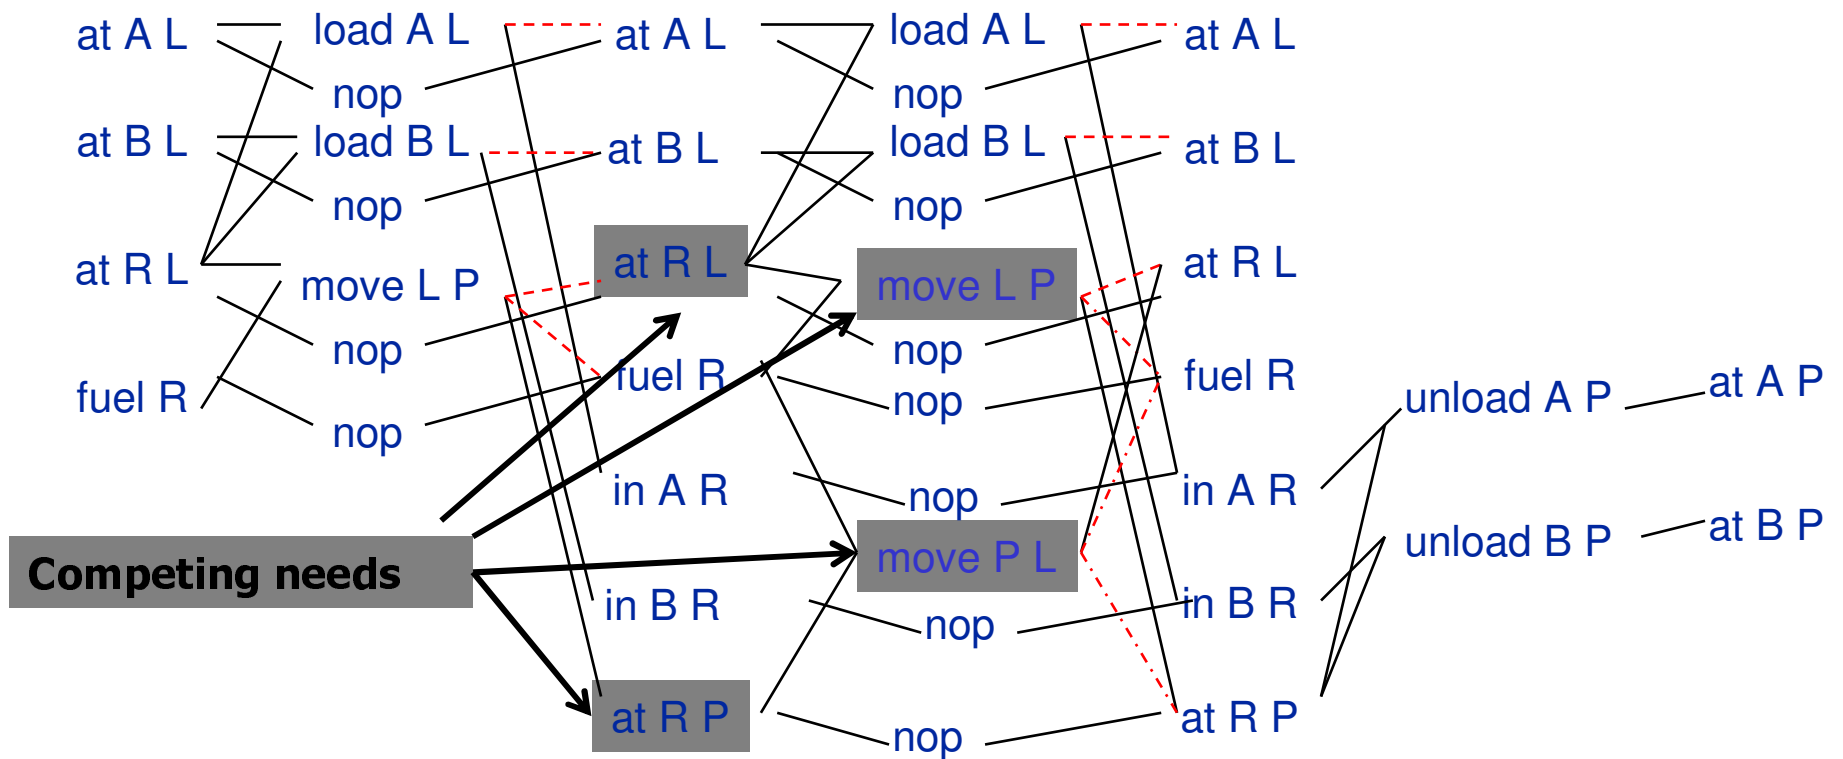 at A L
at B L
at R L
fuel R
load A L
nop
load B L
nop
move L P
nop
nop
at A L
at B L
at R L
fuel R
in A R
in B R
at R P
load A L
nop
load B L
nop
move L P
nop
nop
nop
move P L
nop
nop
at A L
at B L
at R L
fuel R
in A R
in B R
at R P
unload A P
unload B P
at A P
at B P
Competing needs